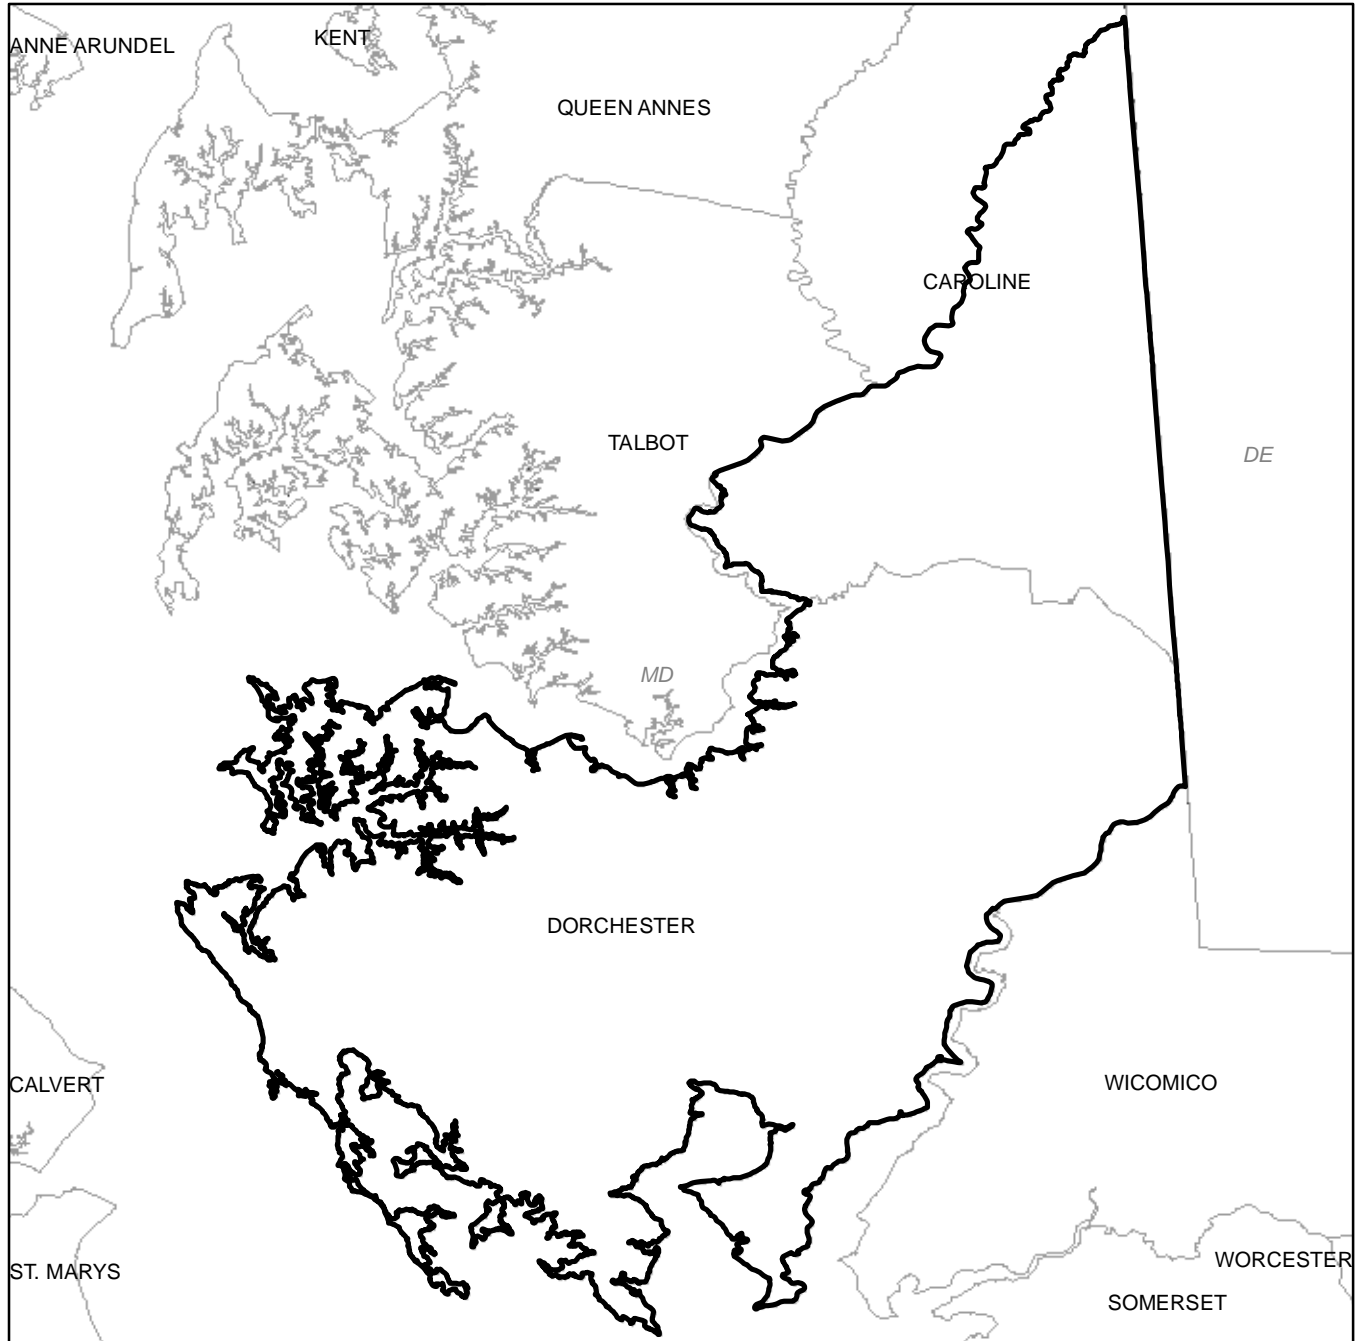 KENT
ANNE ARUNDEL
QUEEN ANNES
CAROLINE
TALBOT
DE
MD
DORCHESTER
CALVERT
WICOMICO
WORCESTER
ST. MARYS
SOMERSET